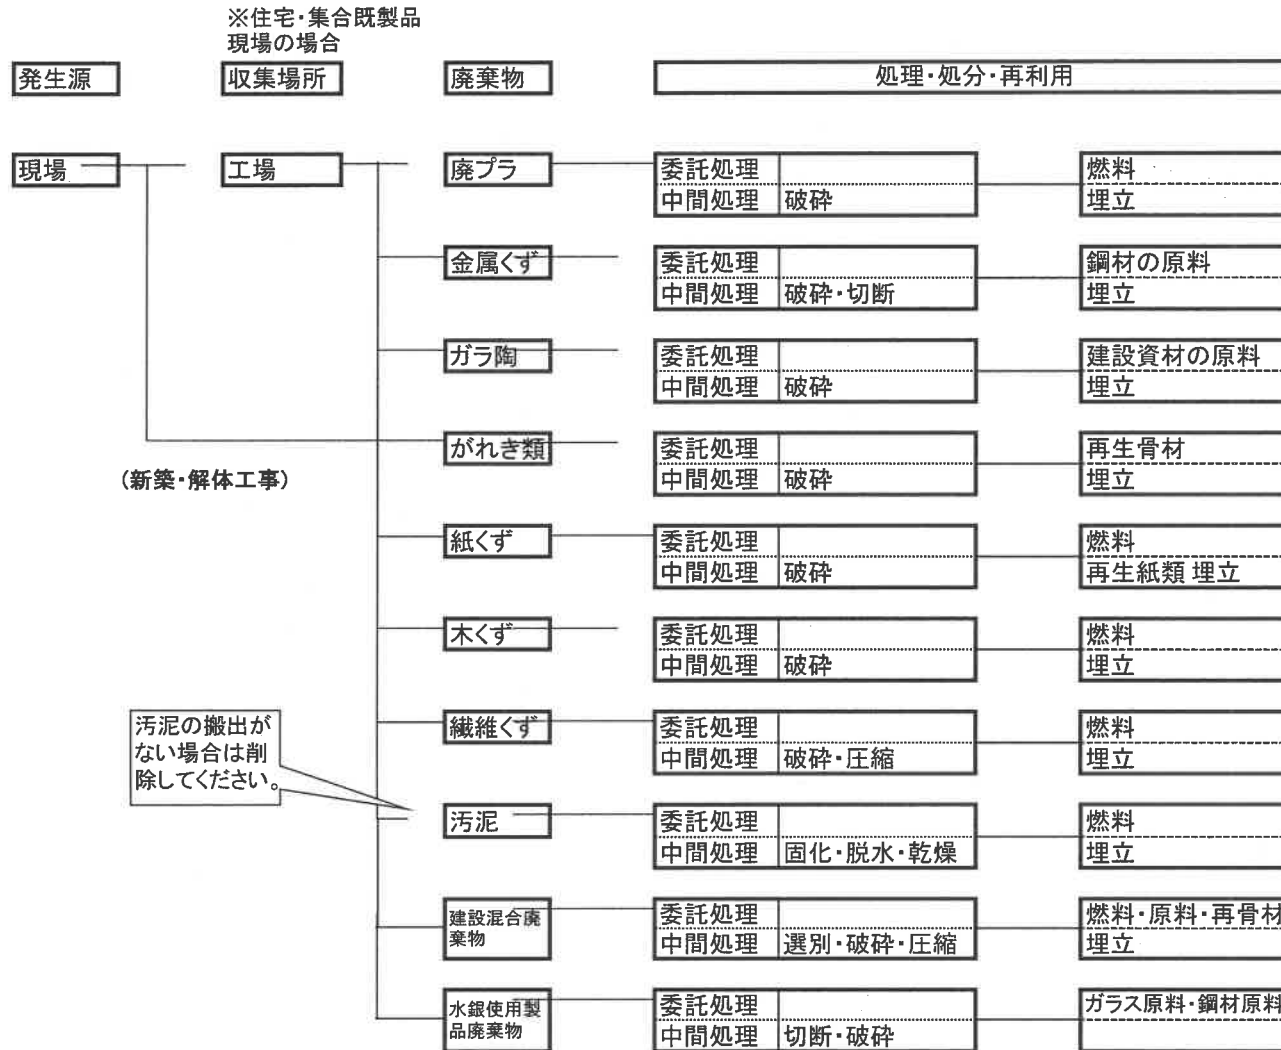 ※住宅・集合既製品
現場の場合
発生源 収集場所 廃棄物 処理・処分・再利用
現場 工場 廃プラ 委託処理 燃料
中間処理 破砕 埋立
金属くず 委託処理 鋼材の原料
中間処理 破砕・切断 埋立
ガラ陶 委託処理 建設資材の原料
中間処理 破砕 埋立
がれき類 委託処理 再生骨材
中間処理 破砕 埋立
(新築・解体工事)
紙くず 委託処理 燃料
中間処理 破砕 再生紙類 埋立
木くず 委託処理 燃料
中間処理 破砕 埋立
繊維くず 委託処理 燃料
中間処理 破砕・圧縮 埋立
汚泥の搬出が
ない場合は削
除してください。
汚泥 委託処理 燃料
中間処理 固化・脱水・乾燥 埋立
建設混合廃
棄物
委託処理 燃料・原料・再骨材
中間処理 選別・破砕・圧縮 埋立
水銀使用製
品廃棄物
委託処理 ガラス原料・鋼材原料
中間処理 切断・破砕